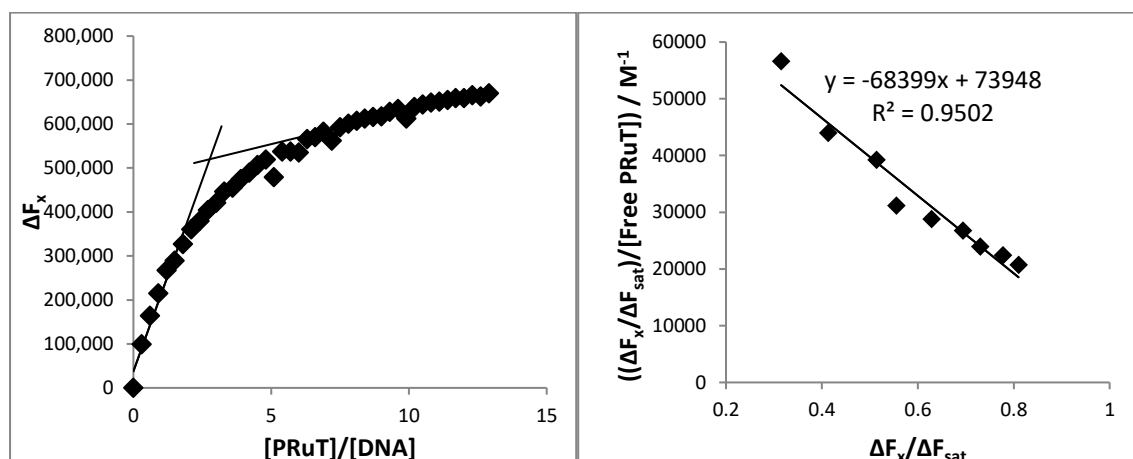 800,000
700,000
600,000
500,000
400,000
300,000
200,000
100,000
0
ΔFₓ
0 5 10 15
[PRuT]/[DNA]
60000
50000
40000
30000
20000
10000
0
((ΔFₓ/ΔFsat)/[Free PRuT]) / M⁻¹
y = -68399x + 73948
R² = 0.9502
0.2 0.4 0.6 0.8 1
ΔFₓ/ΔFsat